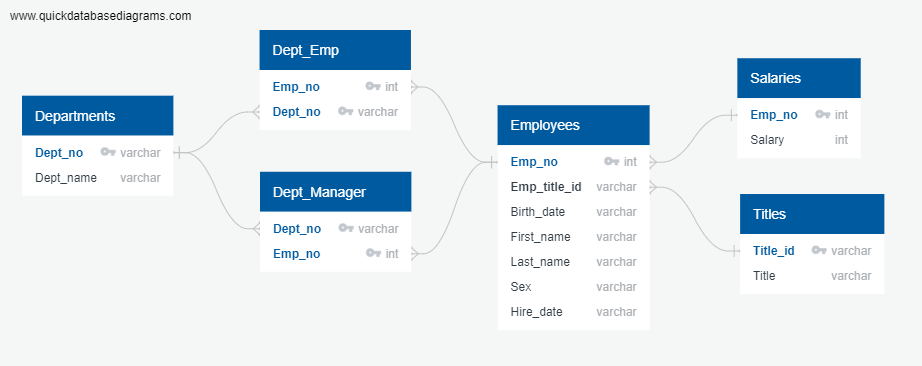 www.quickdatabasediagrams.com
Departments
Dept_no varchar
Dept_name varchar
Dept_Emp
Emp_no int
Dept_no varchar
Dept_Manager
Dept_no varchar
Emp_no int
Employees
Emp_no int
Emp_title_id varchar
Birth_date varchar
First_name varchar
Last_name varchar
Sex varchar
Hire_date varchar
Salaries
Emp_no int
Salary int
Titles
Title_id varchar
Title varchar